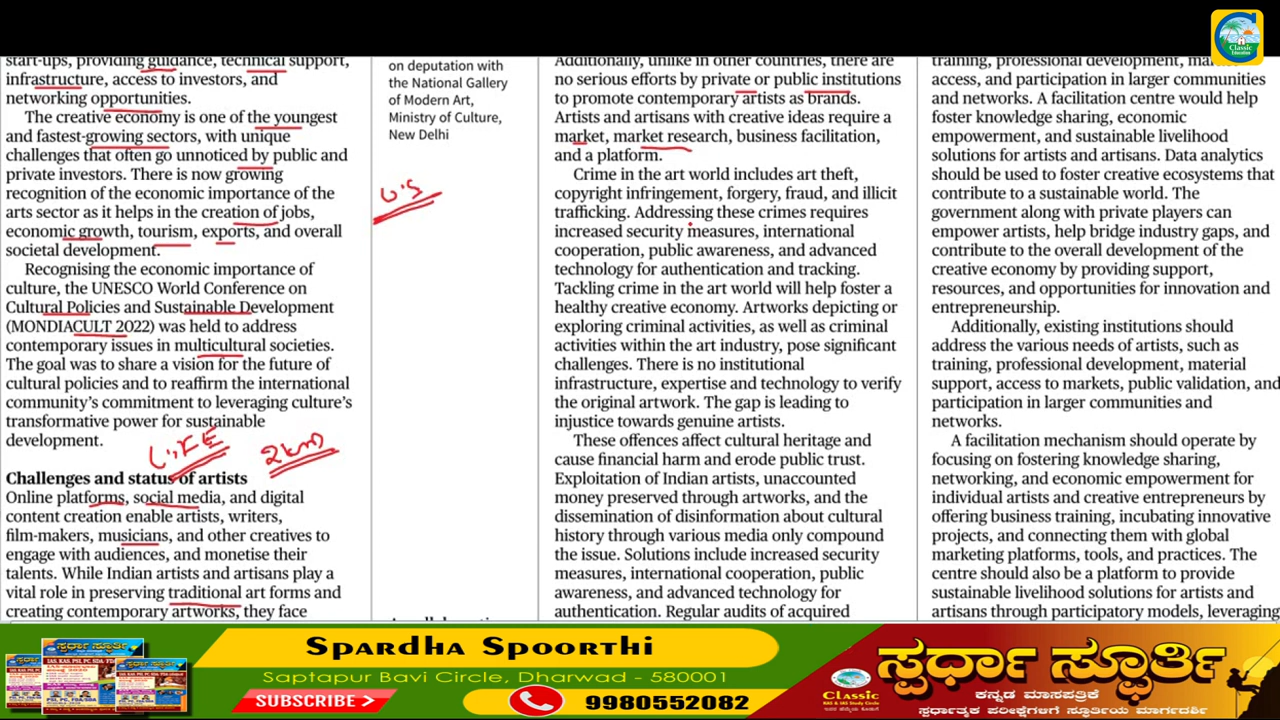 start-ups, providing guidance, technical support,
infrastructure, access to investors, and
networking opportunities.
The creative economy is one of the youngest
and fastest-growing sectors, with unique
challenges that often go unnoticed by public and
private investors. There is now growing
recognition of the economic importance of the
arts sector as it helps in the creation of jobs,
economic growth, tourism, exports, and overall
societal development.
Recognising the economic importance of
culture, the UNESCO World Conference on
Cultural Policies and Sustainable Development
(MONDIACULT 2022) was held to address
contemporary issues in multicultural societies.
The goal was to share a vision for the future of
cultural policies and to reaffirm the international
community's commitment to leveraging culture's
transformative power for sustainable
development.
Challenges and status of artists
Online platforms, social media, and digital
content creation enable artists, writers,
film-makers, musicians, and other creatives to
engage with audiences, and monetise their
talents. While Indian artists and artisans play a
vital role in preserving traditional art forms and
creating contemporary artworks, they face
on deputation with
the National Gallery
of Modern Art,
Ministry of Culture,
New Delhi
U.S
Additionally, unlike in other countries, there are
no serious efforts by private or public institutions
to promote contemporary artists as brands.
Artists and artisans with creative ideas require a
market, market research, business facilitation,
and a platform.
Crime in the art world includes art theft,
copyright infringement, forgery, fraud, and illicit
trafficking. Addressing these crimes requires
increased security measures, international
cooperation, public awareness, and advanced
technology for authentication and tracking.
Tackling crime in the art world will help foster a
healthy creative economy. Artworks depicting or
exploring criminal activities, as well as criminal
activities within the art industry, pose significant
challenges. There is no institutional
infrastructure, expertise and technology to verify
the original artwork. The gap is leading to
injustice towards genuine artists.
These offences affect cultural heritage and
cause financial harm and erode public trust.
Exploitation of Indian artists, unaccounted
money preserved through artworks, and the
dissemination of disinformation about cultural
history through various media only compound
the issue. Solutions include increased security
measures, international cooperation, public
awareness, and advanced technology for
authentication. Regular audits of acquired
training, professional development,
access, and participation in larger communities
and networks. A facilitation centre would help
foster knowledge sharing, economic
empowerment, and sustainable livelihood
solutions for artists and artisans. Data analytics
should be used to foster creative ecosystems that
contribute to a sustainable world. The
government along with private players can
empower artists, help bridge industry gaps, and
contribute to the overall development of the
creative economy by providing support,
resources, and opportunities for innovation and
entrepreneurship.
Additionally, existing institutions should
address the various needs of artists, such as
training, professional development, material
support, access to markets, public validation, and
participation in larger communities and
networks.
A facilitation mechanism should operate by
focusing on fostering knowledge sharing,
networking, and economic empowerment for
individual artists and creative entrepreneurs by
offering business training, incubating innovative
projects, and connecting them with global
marketing platforms, tools, and practices. The
centre should also be a platform to provide
sustainable livelihood solutions for artists and
artisans through participatory models, leveraging
Classic
Education
Spardha Spoorthi
Saptapur Bavi Circle, Dharwad - 580001
SUBSCRIBE
9980552082
Classic
KAS & IAS Study Circle
ಸ್ಪರ್ಧಾ ಸ್ಫೂರ್ತಿ
ಕನ್ನಡ ಮಾಸಪತ್ರಿಕೆ
ಸ್ಪರ್ಧಾತ್ಮಕ ಪರೀಕ್ಷೆಗಳಿಗೆ ಸ್ಫೂರ್ತಿಯ ಮಾರ್ಗದರ್ಶಿ